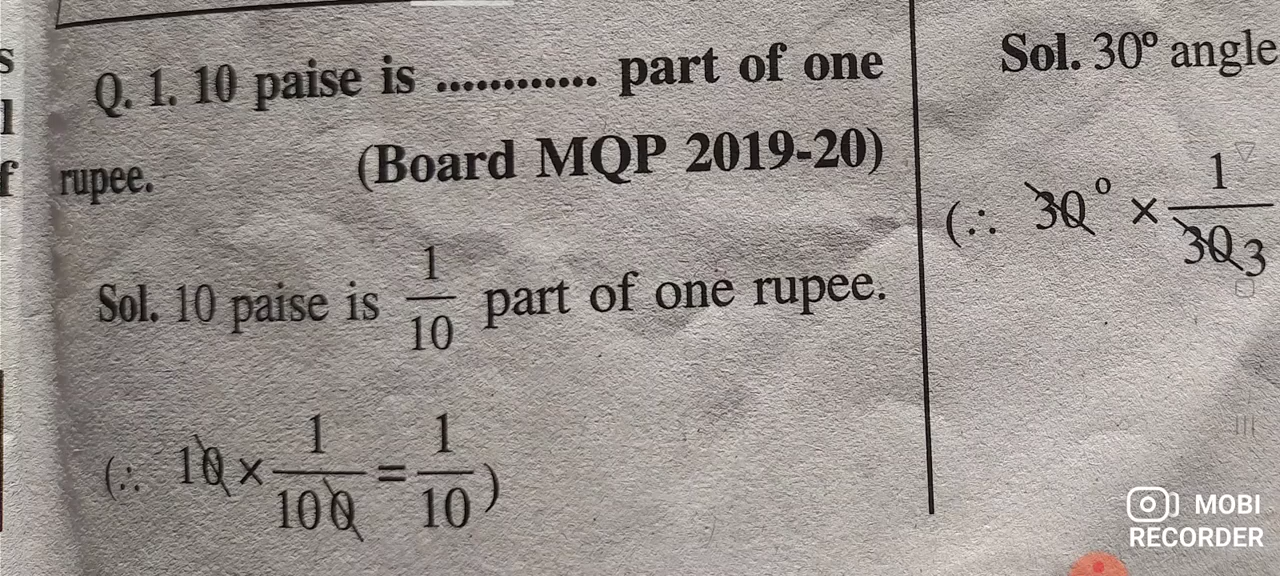 s
l
f
Q. 1. 10 paise is ............ part of one
rupee. (Board MQP 2019-20)
Sol. 10 paise is 1/10 part of one rupee.
(∴ 10 × 1/100 = 1/10)
Sol. 30° angle
(∴ 30° × 1/30 3
MOBI
RECORDER